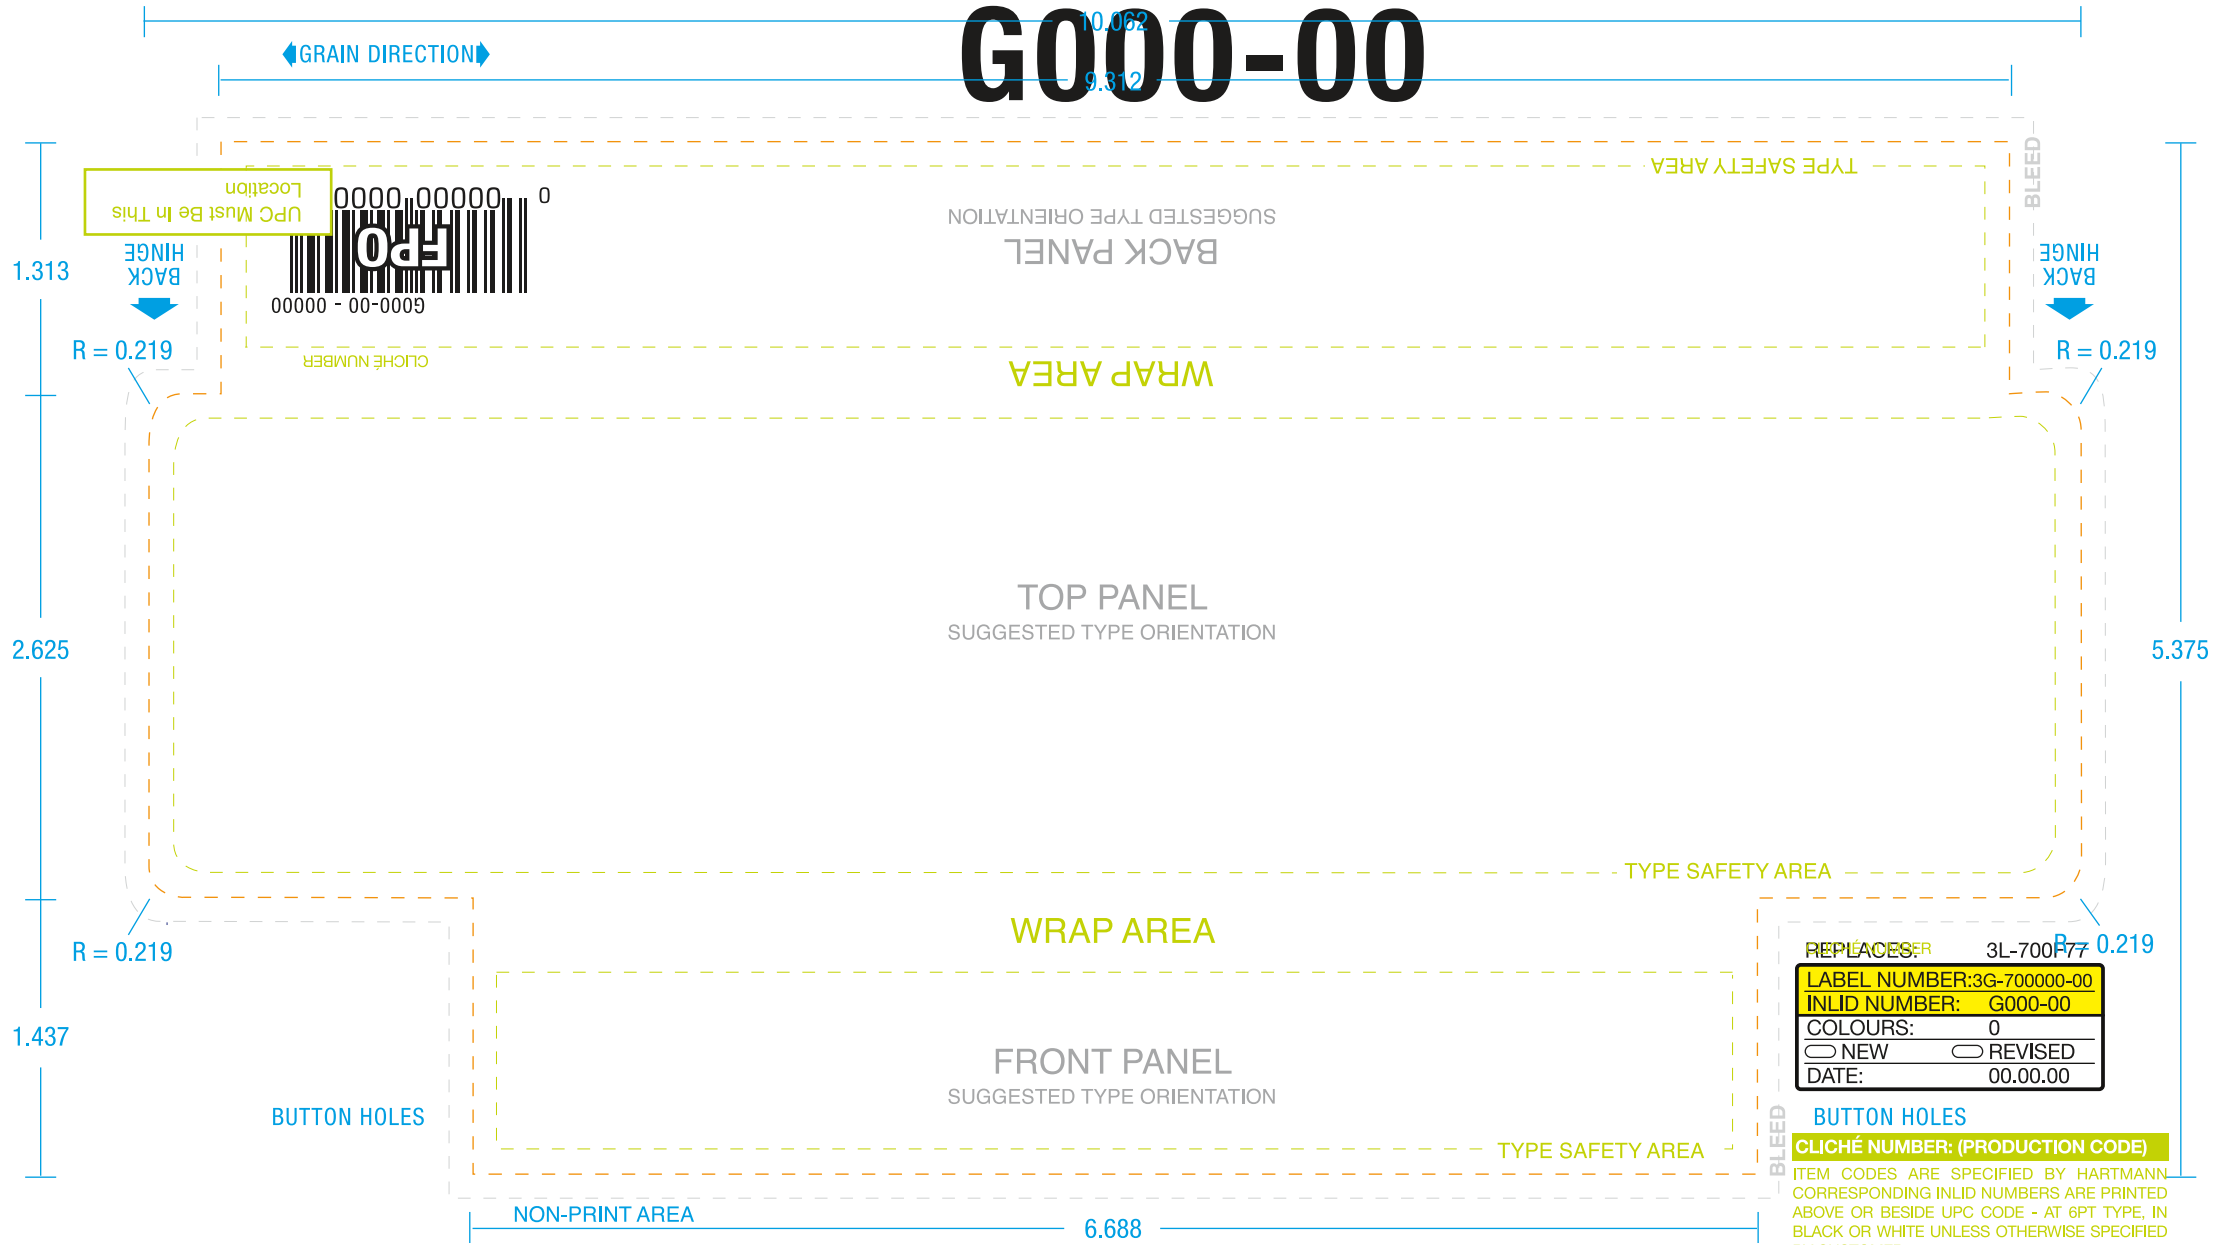 G000-00
10.062
GRAIN DIRECTION
9.312
TYPE SAFETY AREA
BLEED
UPC Must Be In This
Location
0 00000 0000
FPO
G000-00 - 00000
SUGGESTED TYPE ORIENTATION
BACK PANEL
BACK
HINGE
BACK
HINGE
1.313
R = 0.219
R = 0.219
CLICHÉ NUMBER
WRAP AREA
TOP PANEL
SUGGESTED TYPE ORIENTATION
2.625
5.375
TYPE SAFETY AREA
WRAP AREA
R = 0.219
R = 0.219
CLICHÉ NUMBER
REPLACES: 3L-700F77
LABEL NUMBER:3G-700000-00
INLID NUMBER: G000-00
COLOURS: 0
NEW REVISED
DATE: 00.00.00
1.437
FRONT PANEL
SUGGESTED TYPE ORIENTATION
BUTTON HOLES
BUTTON HOLES
TYPE SAFETY AREA
BLEED
CLICHÉ NUMBER: (PRODUCTION CODE)
ITEM CODES ARE SPECIFIED BY HARTMANN
CORRESPONDING INLID NUMBERS ARE PRINTED
ABOVE OR BESIDE UPC CODE - AT 6PT TYPE, IN
BLACK OR WHITE UNLESS OTHERWISE SPECIFIED
NON-PRINT AREA
6.688